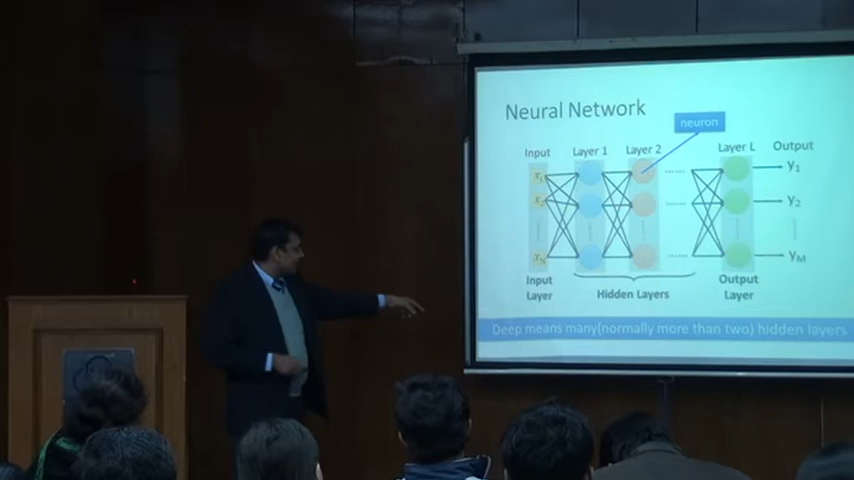 Neural Network
neuron
Input Layer 1 Layer 2 Layer L Output
x1 ...... y1
x2 ...... y2
xN ...... yM
Input Layer
Hidden Layers
Output Layer
Deep means many(normally more than two) hidden layers